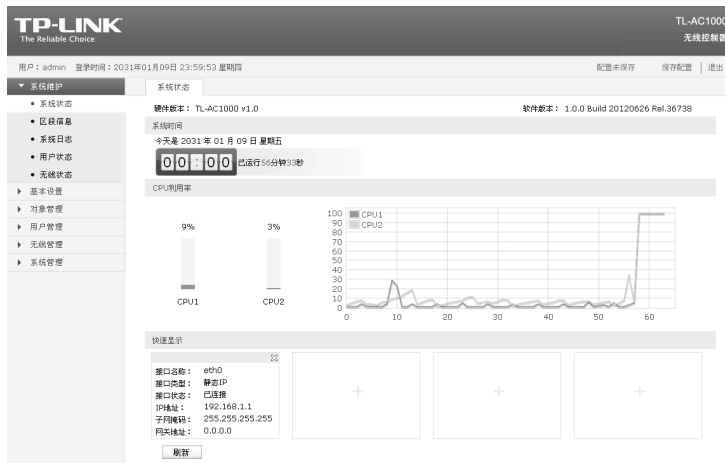 TP-LINK
The Reliable Choice
TL-AC1000
无线控制器
用户：admin 登录时间：2031年01月09日 23:59:53 星期四
配置未保存 保存配置 | 退出
系统维护
系统状态
区段信息
系统日志
用户状态
无线状态
基本设置
对象管理
用户管理
无线管理
系统管理
系统状态
硬件版本： TL-AC1000 v1.0
软件版本： 1.0.0 Build 20120626 Rel.36738
系统时间
今天是 2031 年 01 月 09 日 星期五
00:00 已运行56分钟33秒
CPU利用率
9%
CPU1
3%
CPU2
CPU1
CPU2
100
90
80
70
60
50
40
30
20
10
0
0 10 20 30 40 50 60
快速显示
接口名称： eth0
接口类型： 静态IP
接口状态： 已连接
IP地址： 192.168.1.1
子网掩码： 255.255.255.255
网关地址： 0.0.0.0
刷新